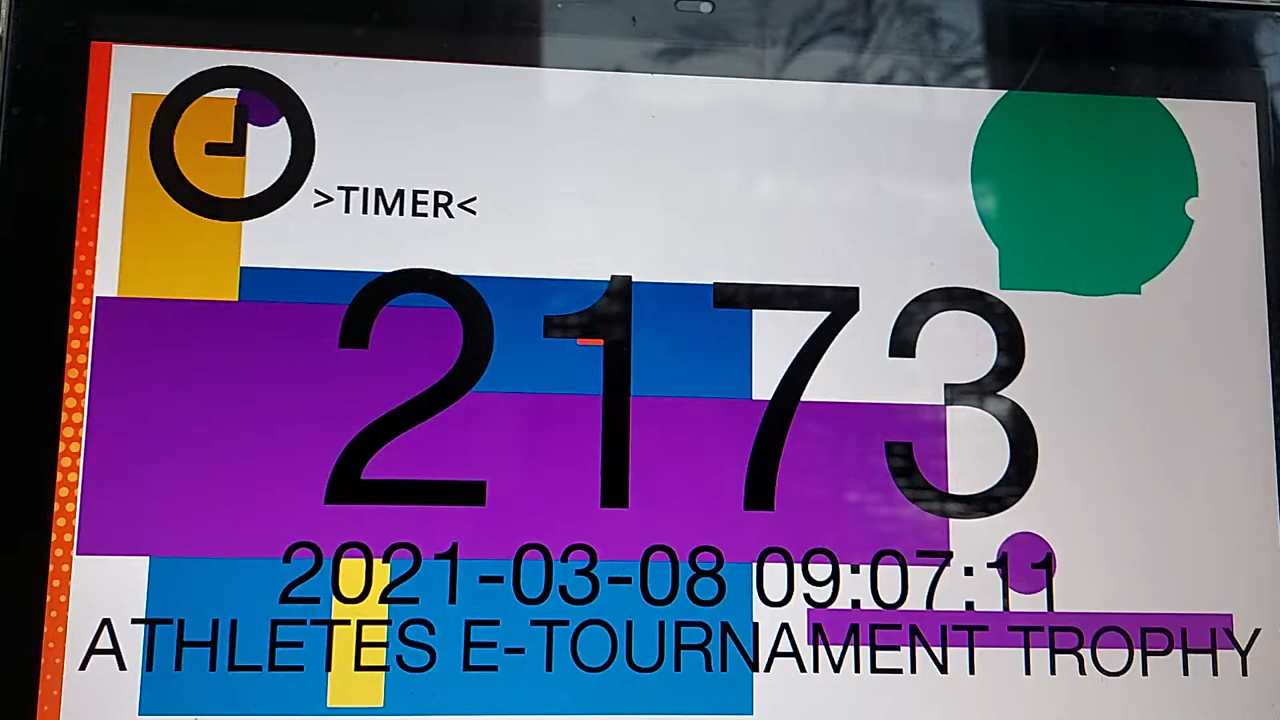 >TIMER<
2173
2021-03-08 09:07:11
ATHLETES E-TOURNAMENT TROPHY